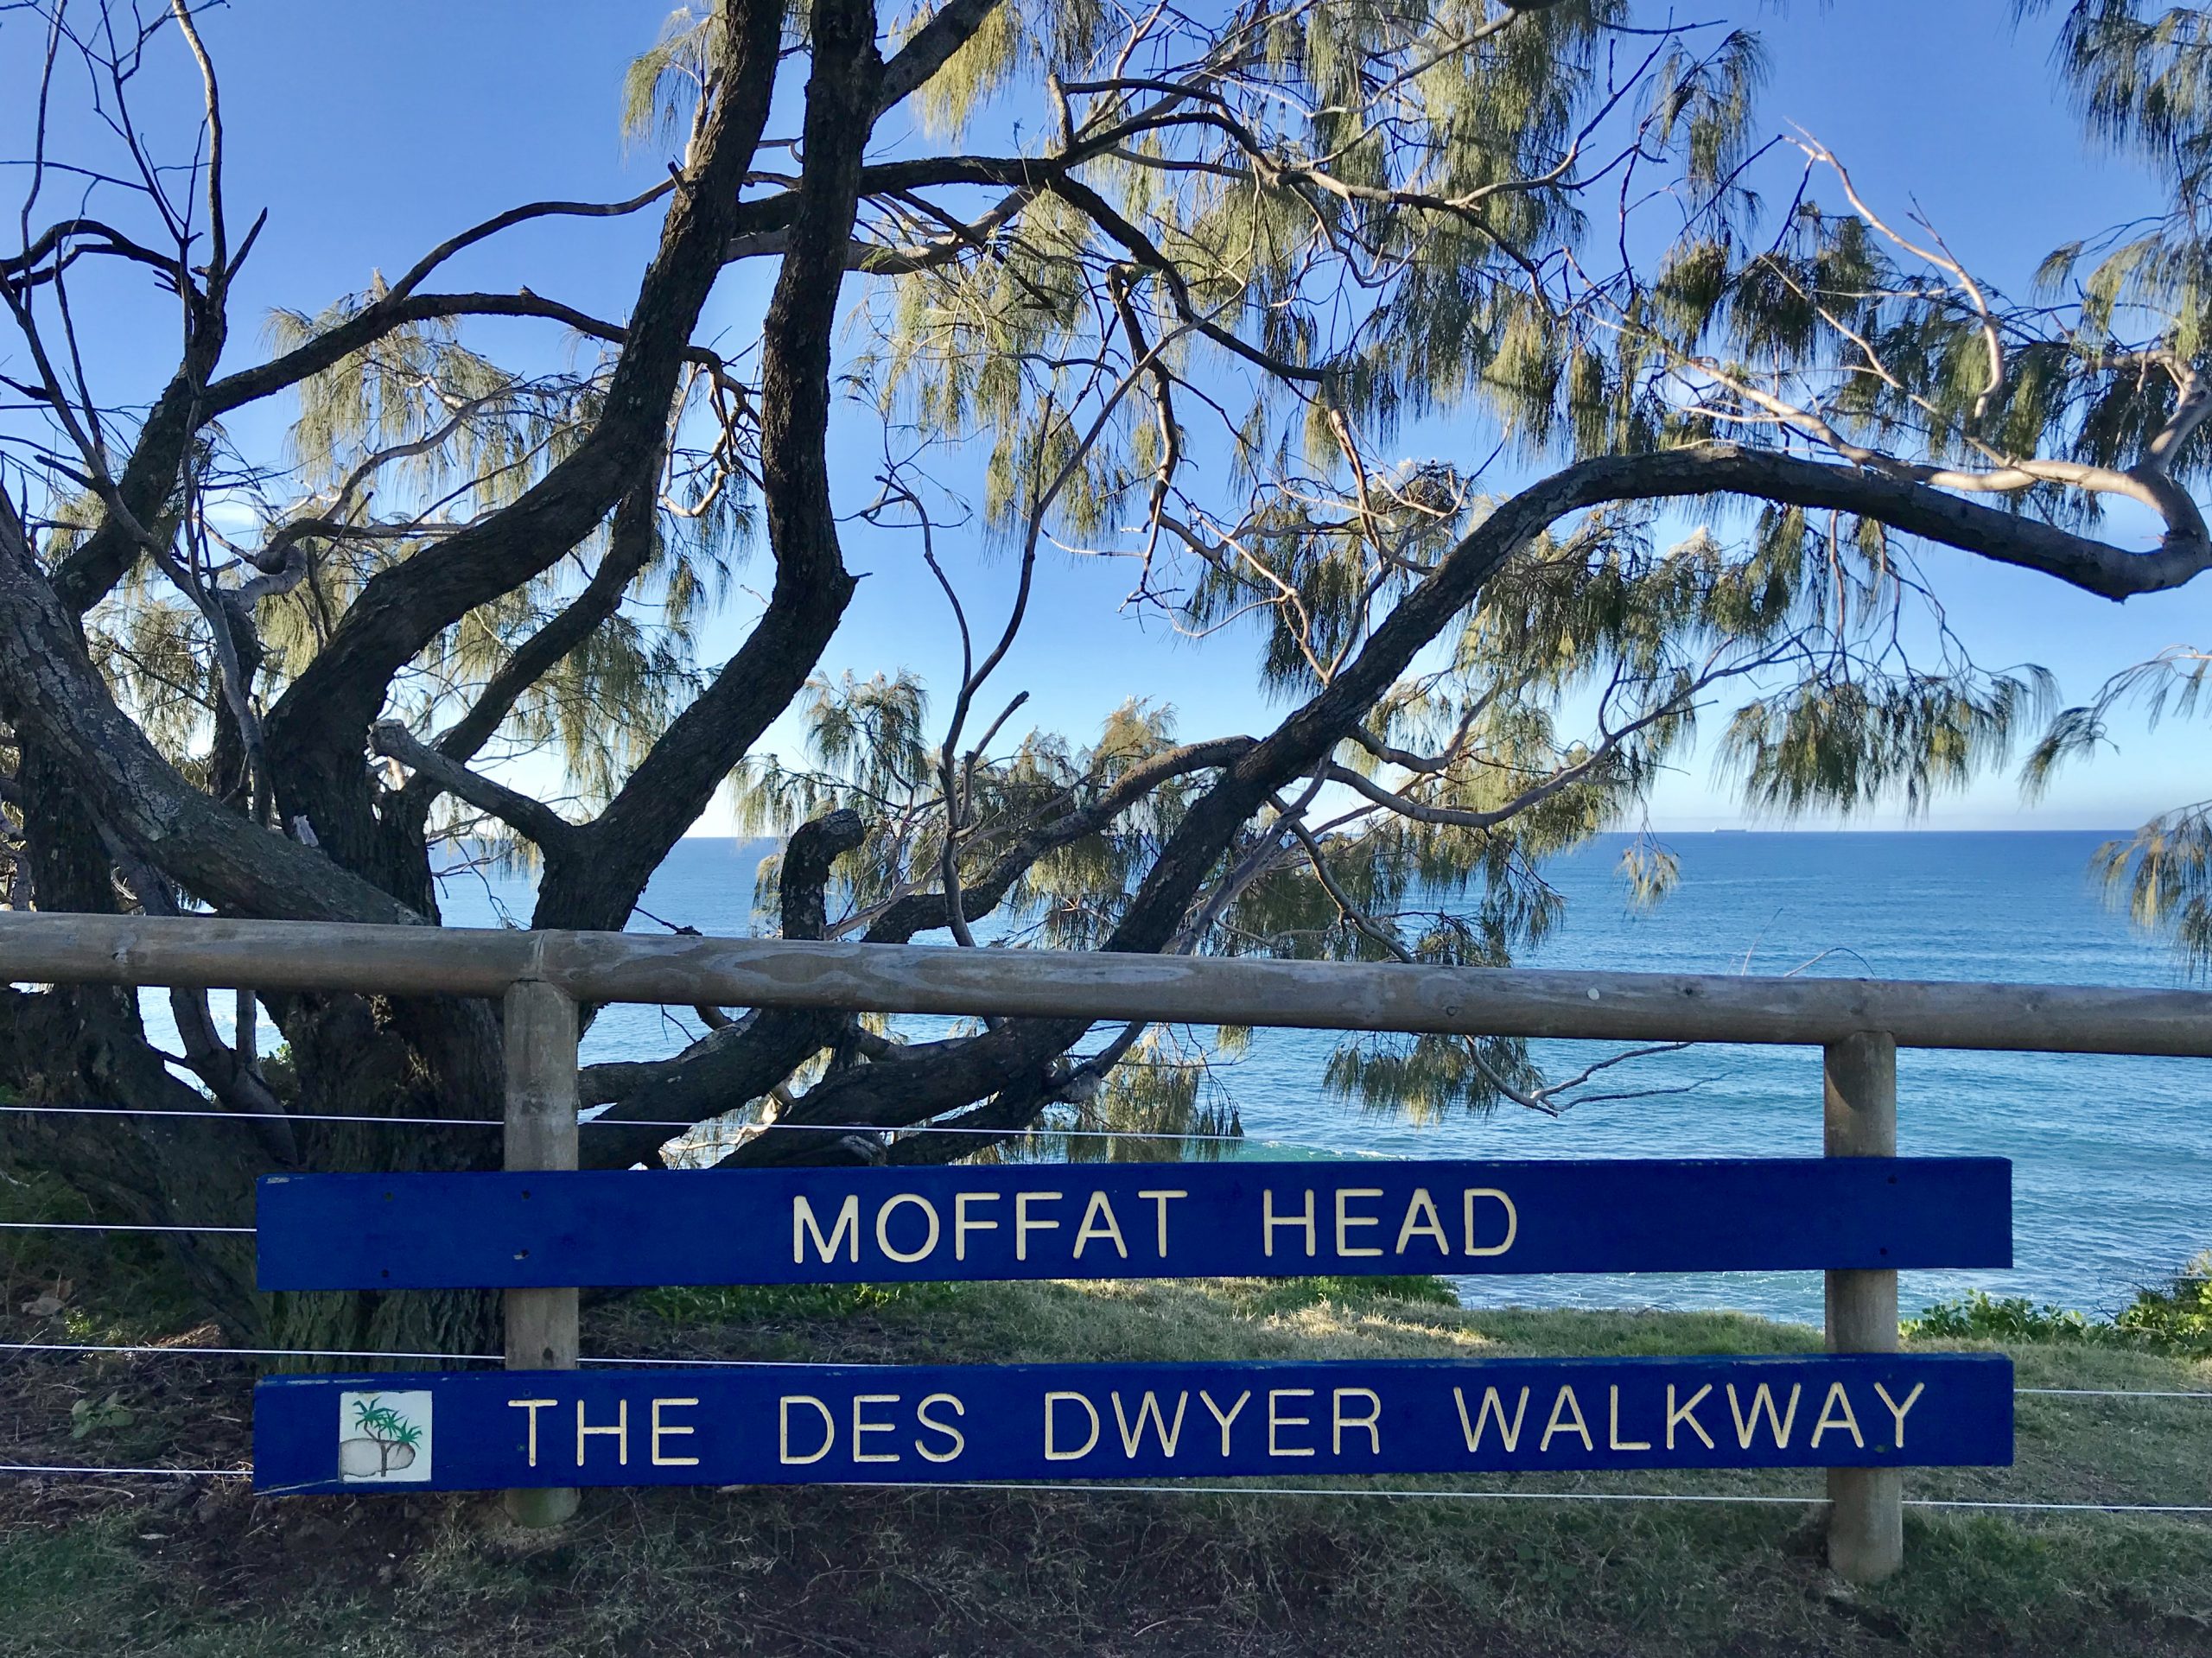 MOFFAT HEAD
THE DES DWYER WALKWAY